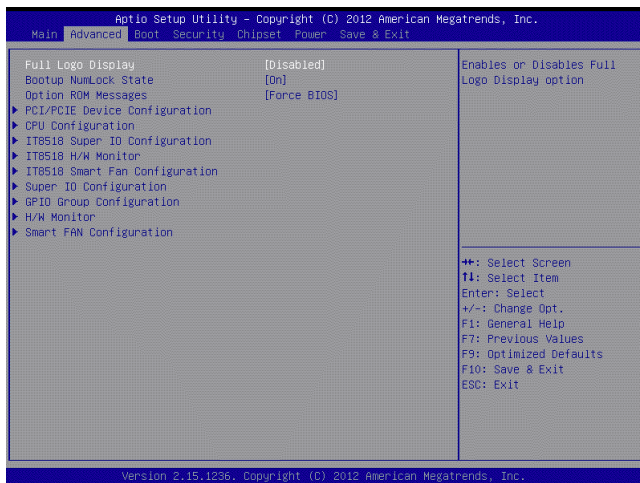 Aptio Setup Utility – Copyright (C) 2012 American Megatrends, Inc.
Main Advanced Boot Security Chipset Power Save & Exit
Full Logo Display [Disabled]
Bootup NumLock State [On]
Option ROM Messages [Force BIOS]
▶ PCI/PCIE Device Configuration
▶ CPU Configuration
▶ IT8518 Super IO Configuration
▶ IT8518 H/W Monitor
▶ IT8518 Smart Fan Configuration
▶ Super IO Configuration
▶ GPIO Group Configuration
▶ H/W Monitor
▶ Smart FAN Configuration
Enables or Disables Full
Logo Display option
→←: Select Screen
↑↓: Select Item
Enter: Select
+/-: Change Opt.
F1: General Help
F7: Previous Values
F9: Optimized Defaults
F10: Save & Exit
ESC: Exit
Version 2.15.1236. Copyright (C) 2012 American Megatrends, Inc.